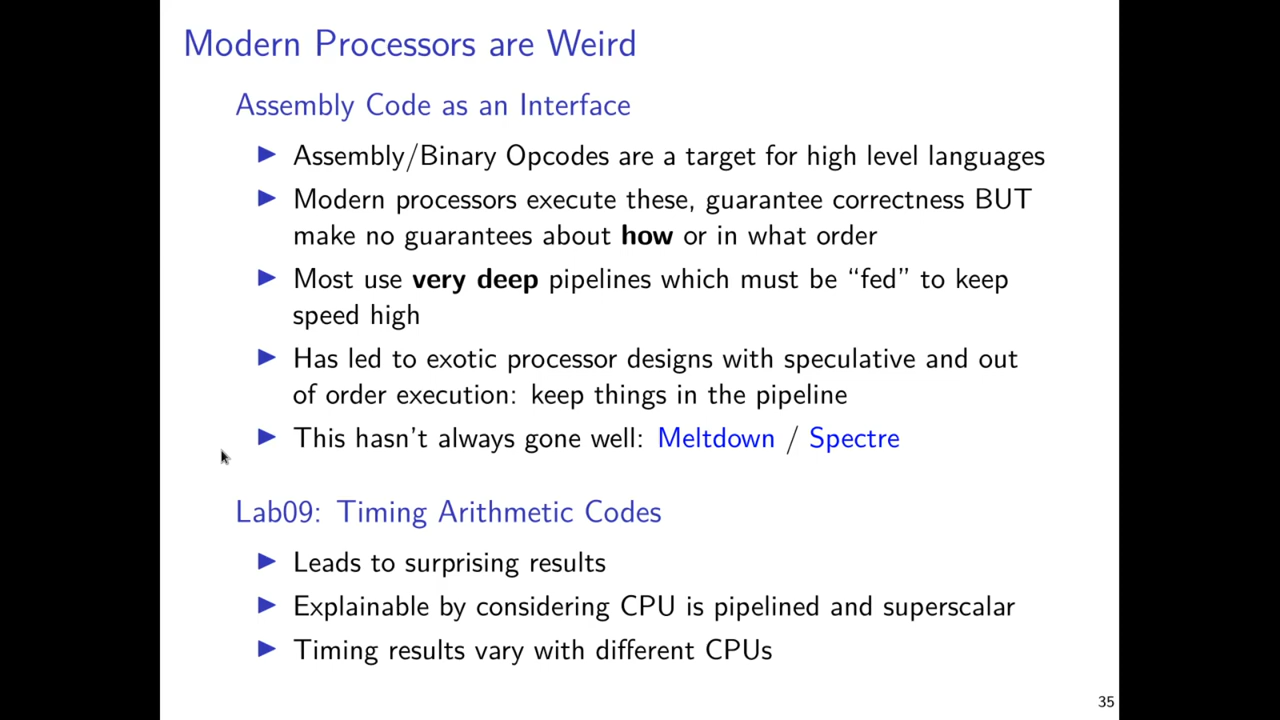 Modern Processors are Weird
Assembly Code as an Interface
▶ Assembly/Binary Opcodes are a target for high level languages
▶ Modern processors execute these, guarantee correctness BUT
make no guarantees about how or in what order
▶ Most use very deep pipelines which must be “fed” to keep
speed high
▶ Has led to exotic processor designs with speculative and out
of order execution: keep things in the pipeline
▶ This hasn't always gone well: Meltdown / Spectre
Lab09: Timing Arithmetic Codes
▶ Leads to surprising results
▶ Explainable by considering CPU is pipelined and superscalar
▶ Timing results vary with different CPUs
35